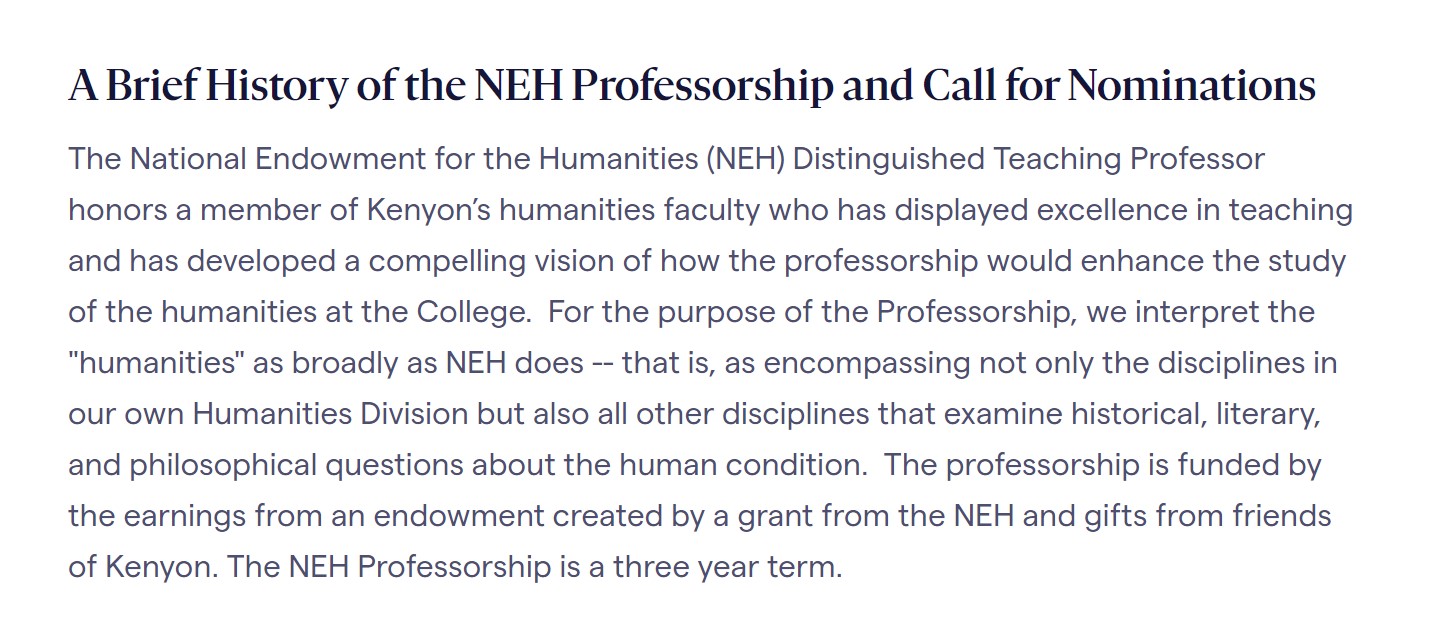 A Brief History of the NEH Professorship and Call for Nominations
The National Endowment for the Humanities (NEH) Distinguished Teaching Professor
honors a member of Kenyon’s humanities faculty who has displayed excellence in teaching
and has developed a compelling vision of how the professorship would enhance the study
of the humanities at the College.  For the purpose of the Professorship, we interpret the
"humanities" as broadly as NEH does -- that is, as encompassing not only the disciplines in
our own Humanities Division but also all other disciplines that examine historical, literary,
and philosophical questions about the human condition.  The professorship is funded by
the earnings from an endowment created by a grant from the NEH and gifts from friends
of Kenyon. The NEH Professorship is a three year term.